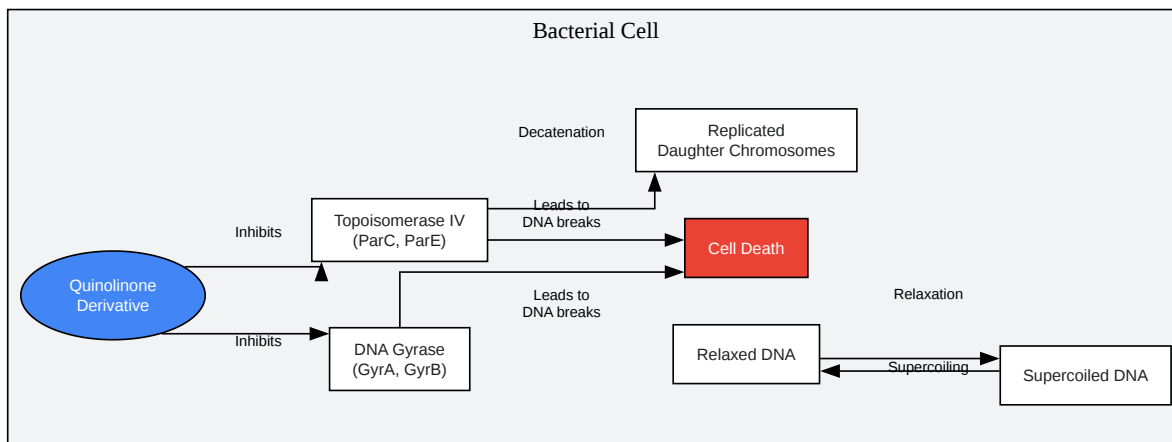 Bacterial Cell
Decatenation
Replicated
Daughter Chromosomes
Inhibits
Topoisomerase IV
(ParC, ParE)
Leads to
DNA breaks
Cell Death
Quinolinone
Derivative
Inhibits
DNA Gyrase
(GyrA, GyrB)
Leads to
DNA breaks
Relaxation
Relaxed DNA
Supercoiling
Supercoiled DNA